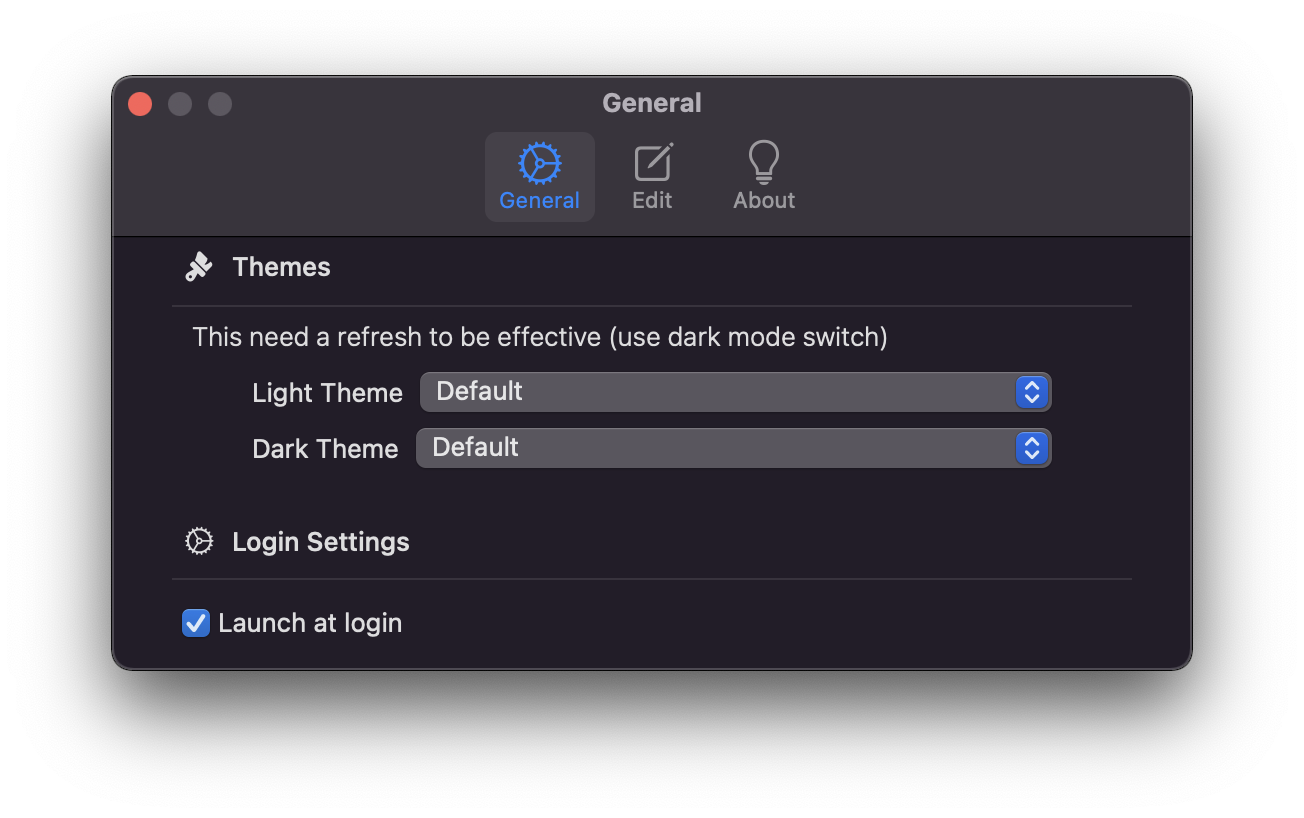 General
General
Edit
About
Themes
This need a refresh to be effective (use dark mode switch)
Light Theme
Default
Dark Theme
Default
Login Settings
Launch at login